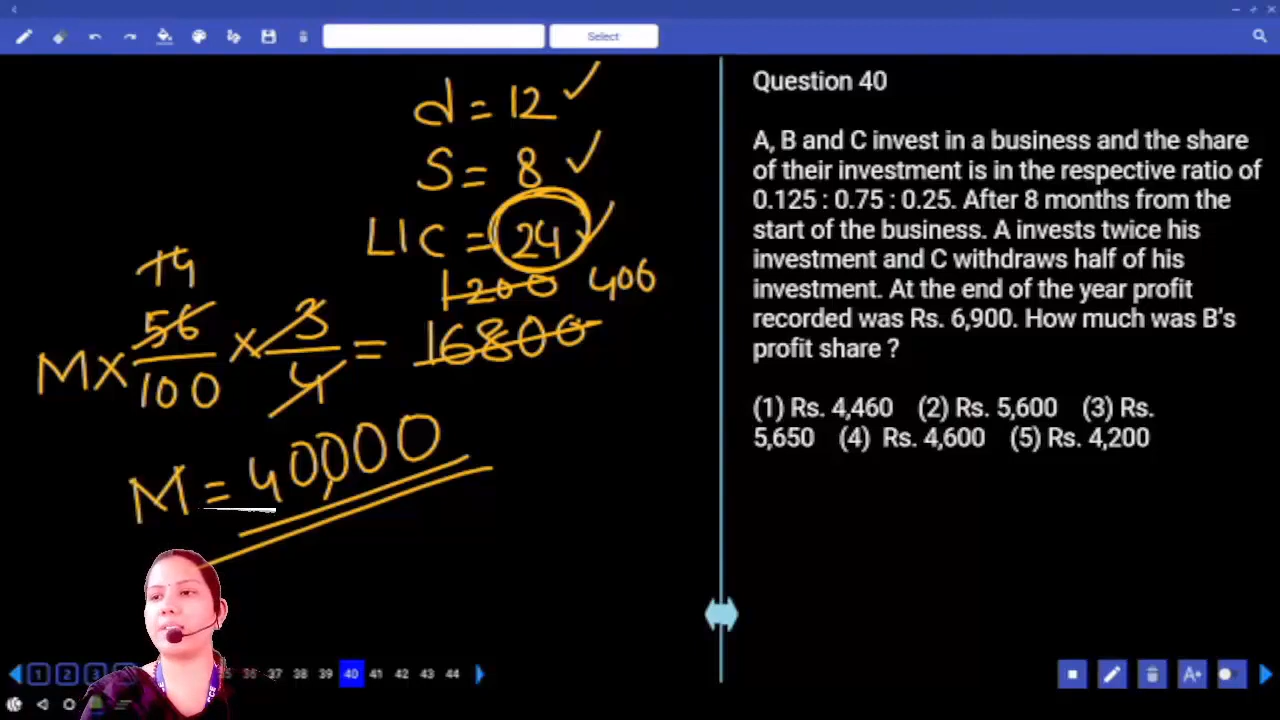 Select
d = 12 ✓
S = 8 ✓
LIC = 24 ✓
14
1200 400
M × 56/100 × 3/4 = 16800
M = 40,000
Question 40
A, B and C invest in a business and the share
of their investment is in the respective ratio of
0.125 : 0.75 : 0.25. After 8 months from the
start of the business. A invests twice his
investment and C withdraws half of his
investment. At the end of the year profit
recorded was Rs. 6,900. How much was B's
profit share ?
(1) Rs. 4,460 (2) Rs. 5,600 (3) Rs.
5,650 (4) Rs. 4,600 (5) Rs. 4,200
1 2 3 36 37 38 39 40 41 42 43 44
A+